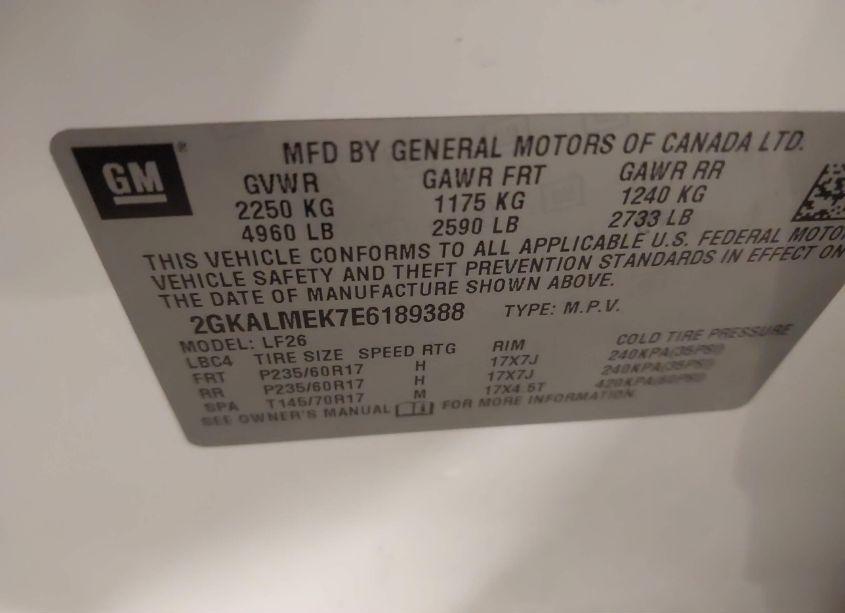 GM
MFD BY GENERAL MOTORS OF CANADA LTD.
GVWR GAWR FRT GAWR RR
2250 KG 1175 KG 1240 KG
4960 LB 2590 LB 2733 LB
THIS VEHICLE CONFORMS TO ALL APPLICABLE U.S. FEDERAL MOTOR
VEHICLE SAFETY AND THEFT PREVENTION STANDARDS IN EFFECT ON
THE DATE OF MANUFACTURE SHOWN ABOVE.
2GKALMEK7E6189388 TYPE: M.P.V.
MODEL: LF26
LBC4 TIRE SIZE SPEED RTG RIM COLD TIRE PRESSURE
FRT P235/60R17 H 17X7J 240KPA(35PSI)
RR P235/60R17 H 17X7J 240KPA(35PSI)
SPA T145/70R17 M 17X4.5T 420KPA(60PSI)
SEE OWNER'S MANUAL FOR MORE INFORMATION.